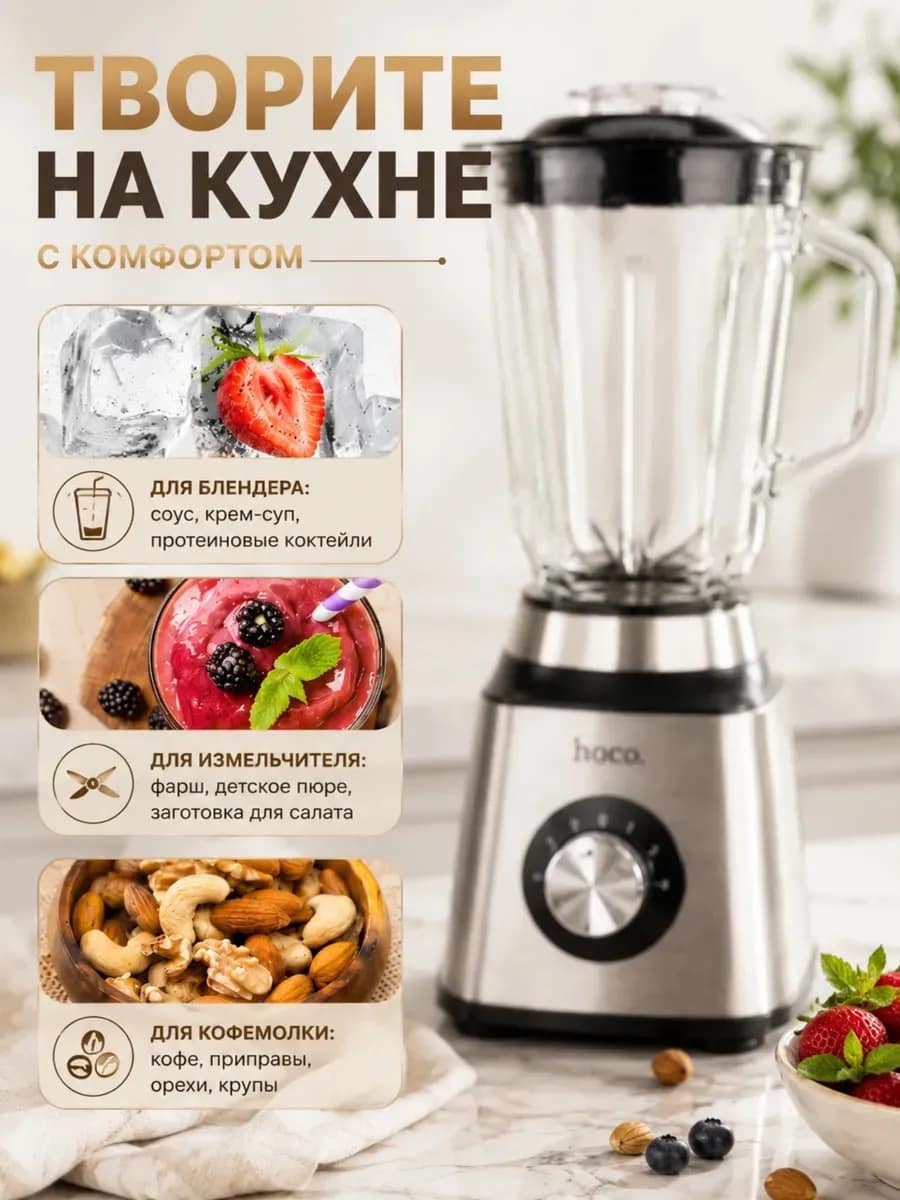 ТВОРИТЕ
НА КУХНЕ
С КОМФОРТОМ
ДЛЯ БЛЕНДЕРА:
соус, крем-суп,
протеиновые коктейли
ДЛЯ ИЗМЕЛЬЧИТЕЛЯ:
фарш, детское пюре,
заготовка для салата
ДЛЯ КОФЕМОЛКИ:
кофе, приправы,
орехи, крупы
hoco.